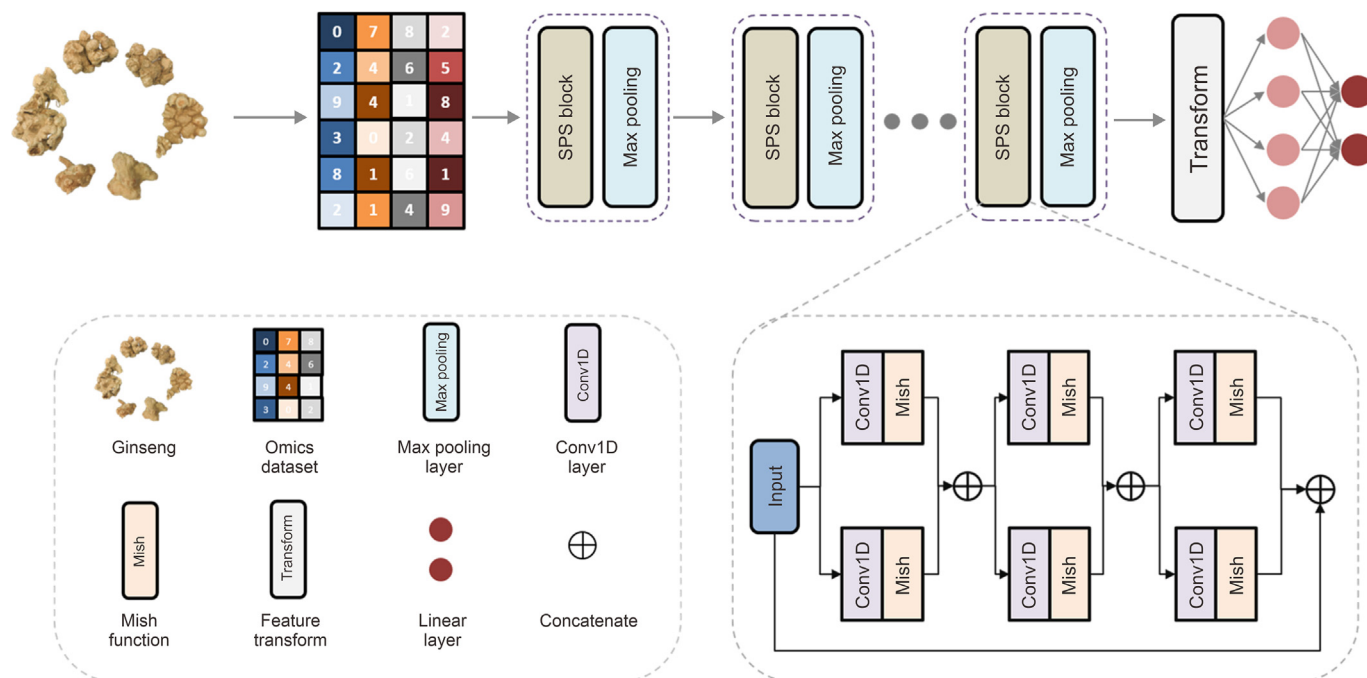 0 7 8 2
2 4 6 5
9 4 1 8
3 0 2 4
8 1 6 1
2 1 4 9
SPS block
Max pooling
SPS block
Max pooling
SPS block
Max pooling
Transform
0 7 8
2 4 6
9 4
3 0 2
Max pooling
Conv1D
Ginseng
Omics
dataset
Max pooling
layer
Conv1D
layer
Mish
Transform
Mish
function
Feature
transform
Linear
layer
Concatenate
Input
Conv1D
Mish
Conv1D
Mish
Conv1D
Mish
Conv1D
Mish
Conv1D
Mish
Conv1D
Mish